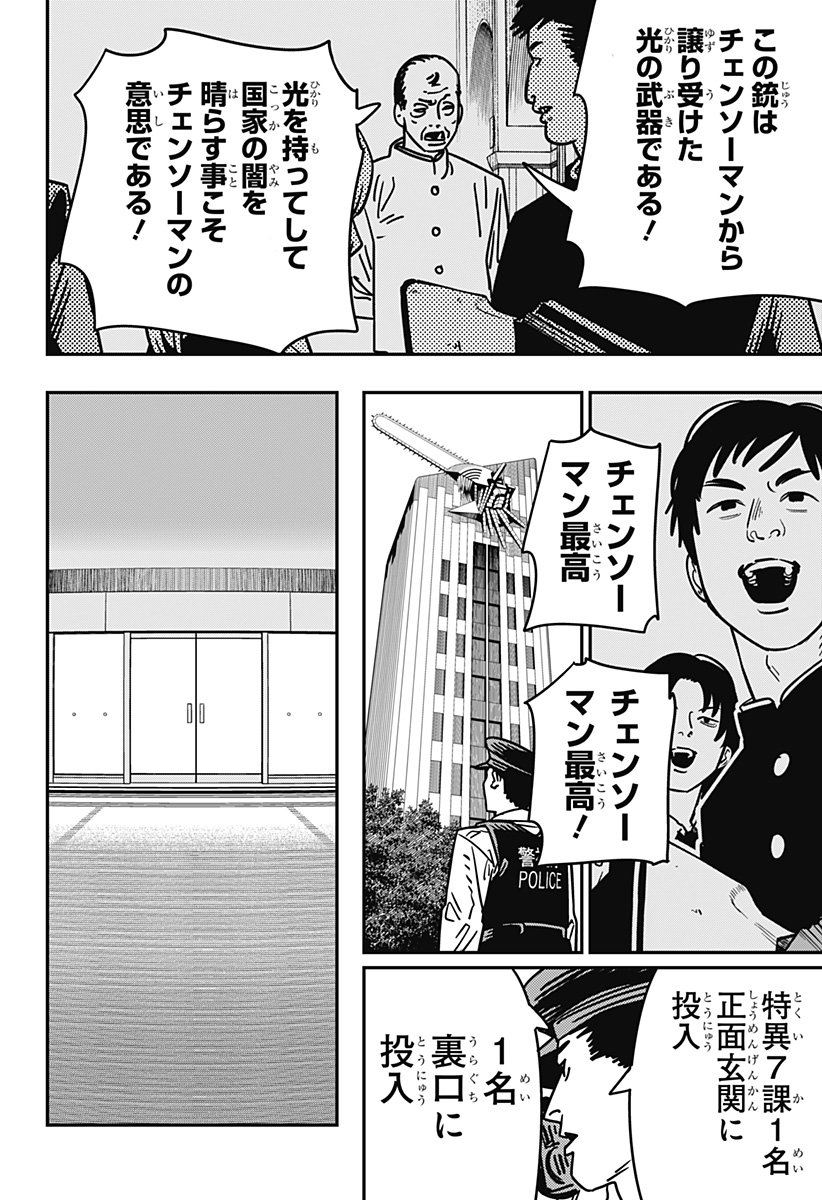 この銃は
チェンソーマンから
譲り受けた
光の武器である!
光を持ってして
国家の闇を
晴らす事こそ
チェンソーマンの
意思である!
チェンソー
マン最高
チェンソー
マン最高!
POLICE
特異7課1名
正面玄関に
投入
1名
裏口に
投入